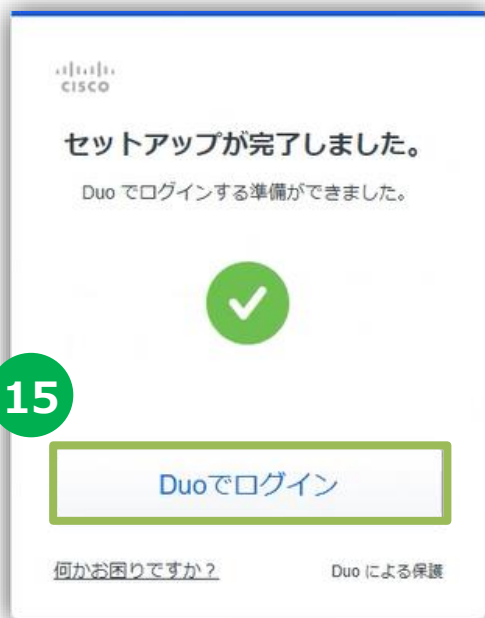 CISCO
セットアップが完了しました。
Duo でログインする準備ができました。
15
Duoでログイン
何かお困りですか？ Duo による保護